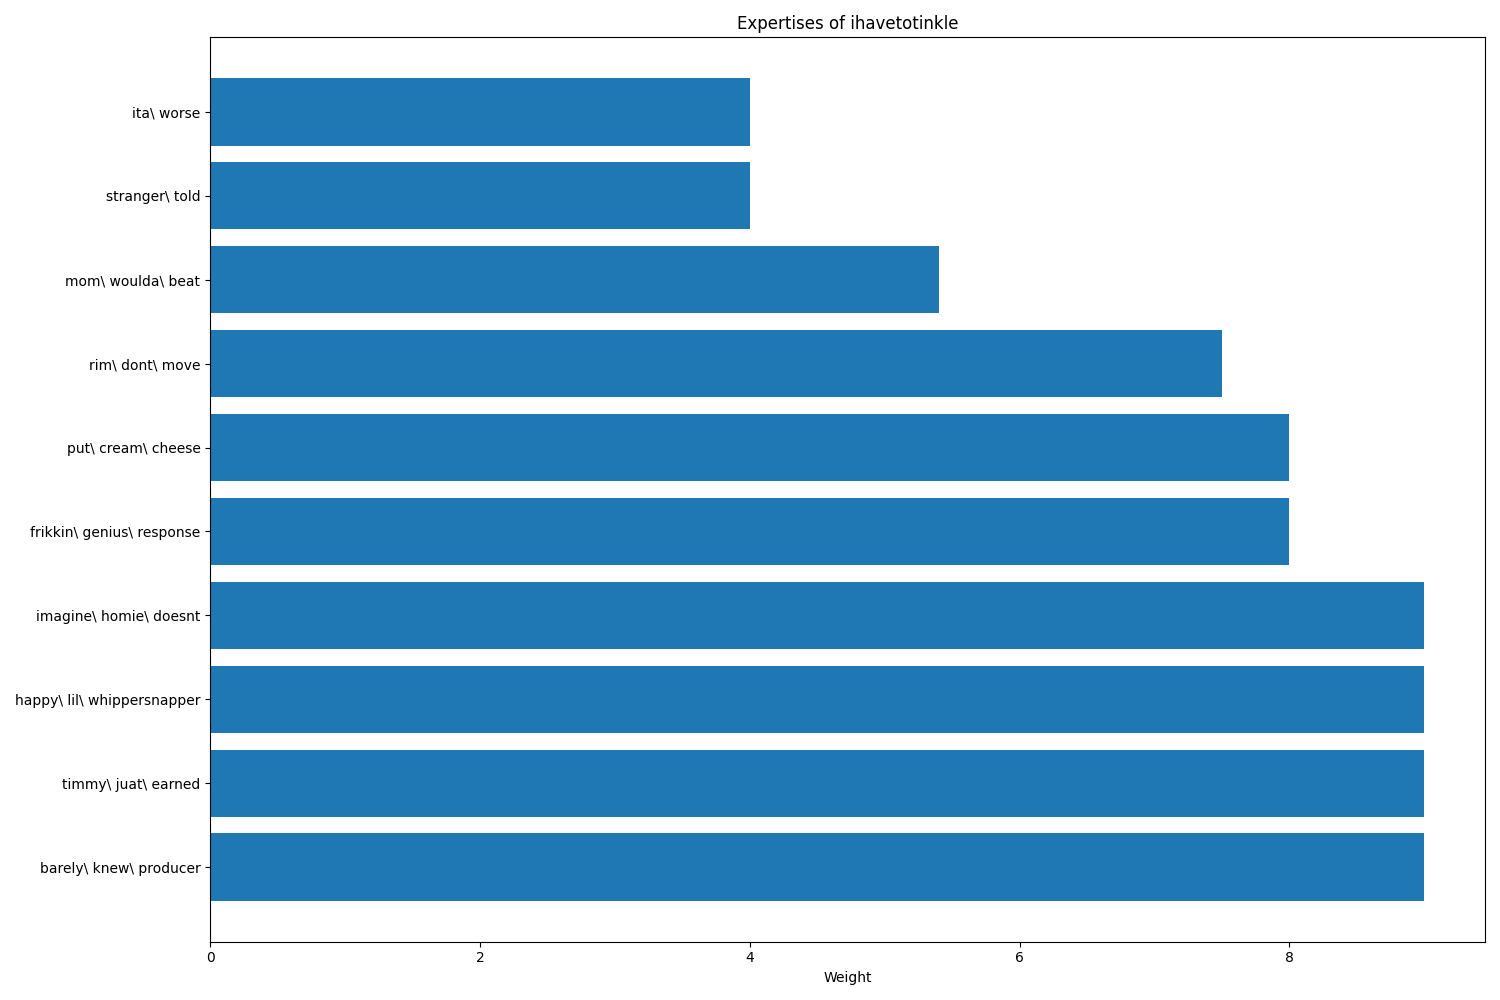 Expertises of ihavetotinkle
ita\ worse
stranger\ told
mom\ woulda\ beat
rim\ dont\ move
put\ cream\ cheese
frikkin\ genius\ response
imagine\ homie\ doesnt
happy\ lil\ whippersnapper
timmy\ juat\ earned
barely\ knew\ producer
0 2 4 6 8
Weight